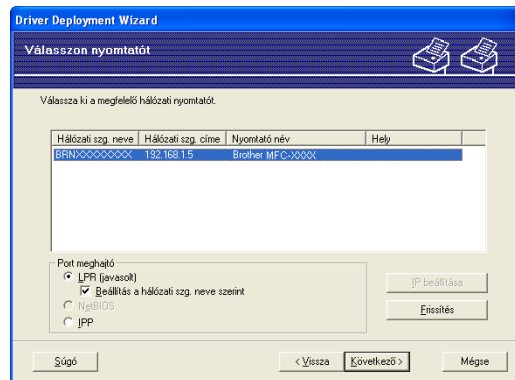 Driver Deployment Wizard
Válasszon nyomtatót
Válassza ki a megfelelő hálózati nyomtatót.
Hálózati szg. neve Hálózati szg. címe Nyomtató név Hely
BRNXXXXXXXX 192.168.1.5 Brother MFC-XXXX
Port meghajtó
LPR (javasolt)
Beállítás a hálózati szg. neve szerint
NetBIOS
IPP
IP beállítása
Frissítés
Súgó < Vissza Következő > Mégse